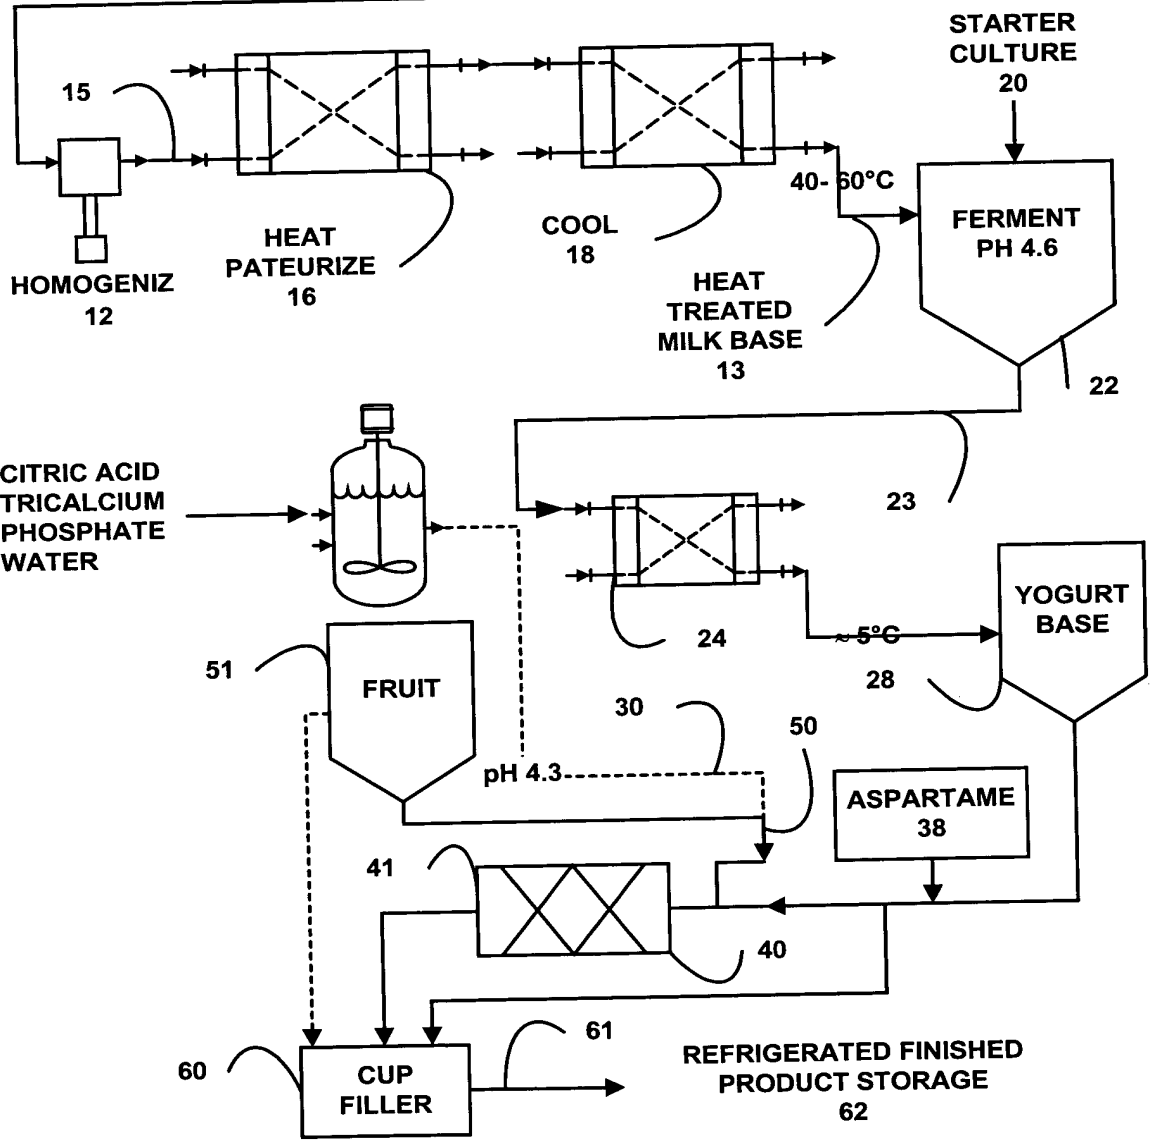 STARTER
CULTURE
20
15
40- 60°C
HOMOGENIZ
12
HEAT
PATEURIZE
16
COOL
18
HEAT
TREATED
MILK BASE
13
FERMENT
PH 4.6
22
CITRIC ACID
TRICALCIUM
PHOSPHATE
WATER
23
24
≈ 5°C
YOGURT
BASE
28
51
FRUIT
30
50
pH 4.3
ASPARTAME
38
41
40
60
CUP
FILLER
61
REFRIGERATED FINISHED
PRODUCT STORAGE
62